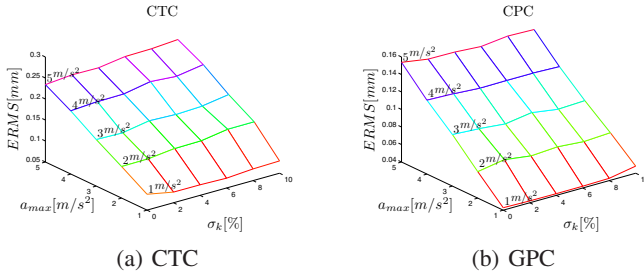 CTC
0.3
0.25
0.2
0.15
0.1
0.05
ERMS[mm]
5m/s²
4m/s²
3m/s²
2m/s²
1m/s²
5
4
3
2
1
a_max[m/s²]
0
2
4
6
8
10
σ_k[%]
(a) CTC
CPC
0.16
0.14
0.12
0.1
0.08
0.06
0.04
ERMS[mm]
5m/s²
4m/s²
3m/s²
2m/s²
1m/s²
5
4
3
2
1
a_max[m/s²]
0
2
4
6
8
σ_k[%]
(b) GPC